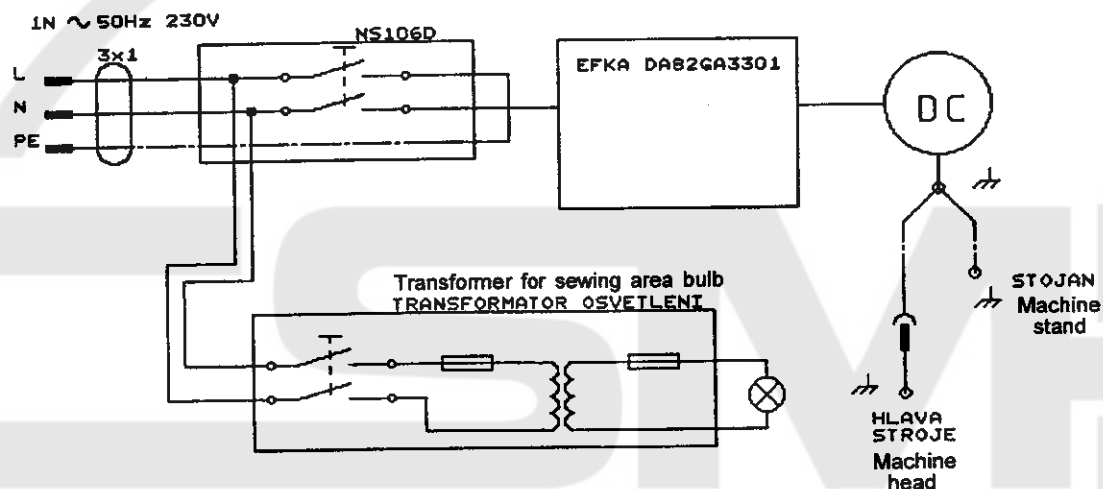 1N ~ 50Hz 230V
3x1
L
N
PE
NS106D
EFKA DA82GA3301
DC
Transformer for sewing area bulb
TRANSFORMATOR OSVETLENI
STOJAN
Machine
stand
HLAVA
STROJE
Machine
head